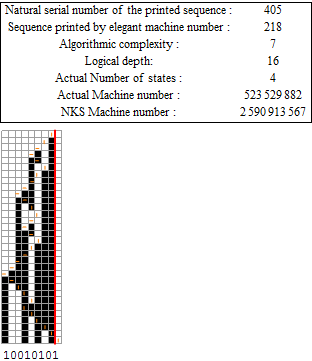 Natural serial number of the printed sequence : 405
Sequence printed by elegant machine number : 218
Algorithmic complexity : 7
Logical depth: 16
Actual Number of states : 4
Actual Machine number : 523 529 882
NKS Machine number : 2 590 913 567
10010101